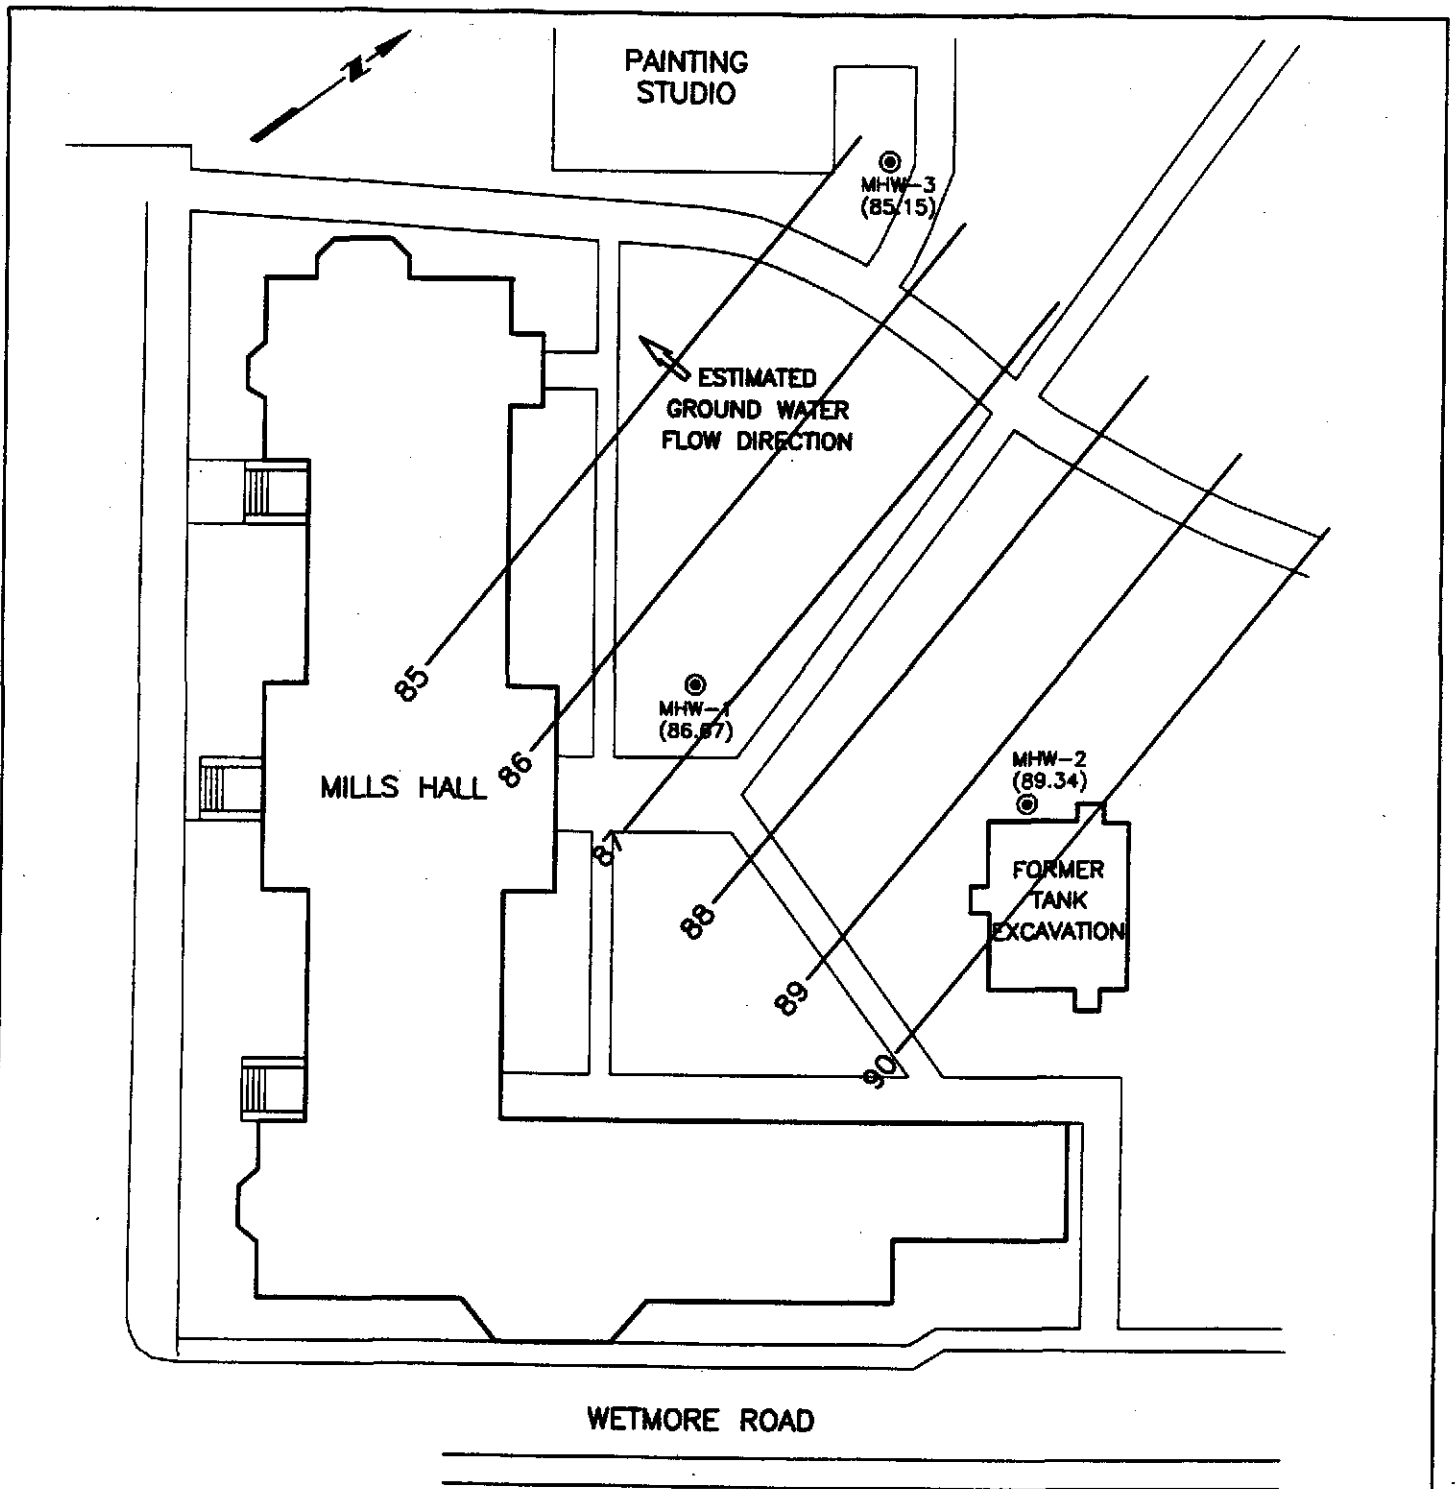 N
PAINTING
STUDIO
MHW-3
(85.15)
ESTIMATED
GROUND WATER
FLOW DIRECTION
85
MHW-1
(86.67)
86
MILLS HALL
MHW-2
(89.34)
87
FORMER
TANK
EXCAVATION
88
89
90
WETMORE ROAD